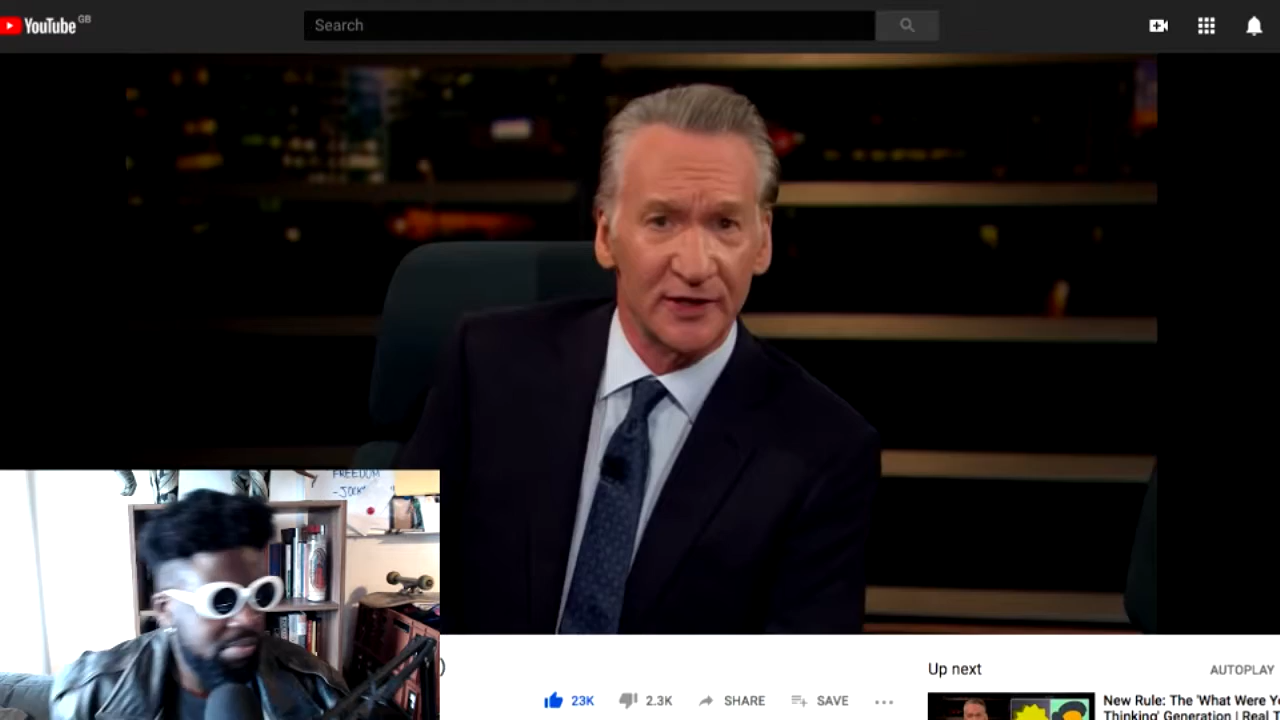 YouTube GB
Search
FREEDOM
23K
2.3K
SHARE
SAVE
Up next
AUTOPLAY
New Rule: The 'What Were Y
Thinking' Generation | Real T